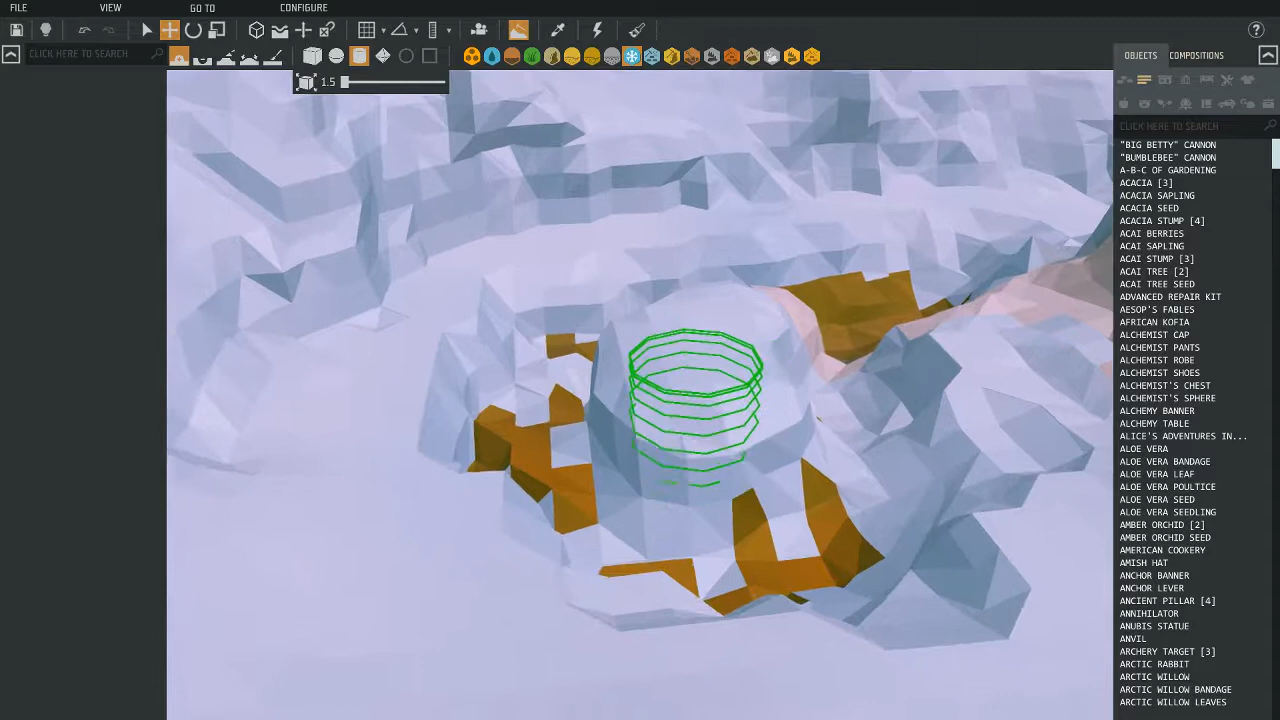 FILE
VIEW
GO TO
CONFIGURE
CLICK HERE TO SEARCH
1.5
OBJECTS
COMPOSITIONS
CLICK HERE TO SEARCH
"BIG BETTY" CANNON
"BUMBLEBEE" CANNON
A-B-C OF GARDENING
ACACIA [3]
ACACIA SAPLING
ACACIA SEED
ACACIA STUMP [4]
ACAI BERRIES
ACAI SAPLING
ACAI STUMP [3]
ACAI TREE [2]
ACAI TREE SEED
ADVANCED REPAIR KIT
AESOP'S FABLES
AFRICAN KOFIA
ALCHEMIST CAP
ALCHEMIST PANTS
ALCHEMIST ROBE
ALCHEMIST SHOES
ALCHEMIST'S CHEST
ALCHEMIST'S SPHERE
ALCHEMY BANNER
ALCHEMY TABLE
ALICE'S ADVENTURES IN...
ALOE VERA
ALOE VERA BANDAGE
ALOE VERA LEAF
ALOE VERA POULTICE
ALOE VERA SEED
ALOE VERA SEEDLING
AMBER ORCHID [2]
AMBER ORCHID SEED
AMERICAN COOKERY
AMISH HAT
ANCHOR BANNER
ANCHOR LEVER
ANCIENT PILLAR [4]
ANNIHILATOR
ANUBIS STATUE
ANVIL
ARCHERY TARGET [3]
ARCTIC RABBIT
ARCTIC WILLOW
ARCTIC WILLOW BANDAGE
ARCTIC WILLOW LEAVES